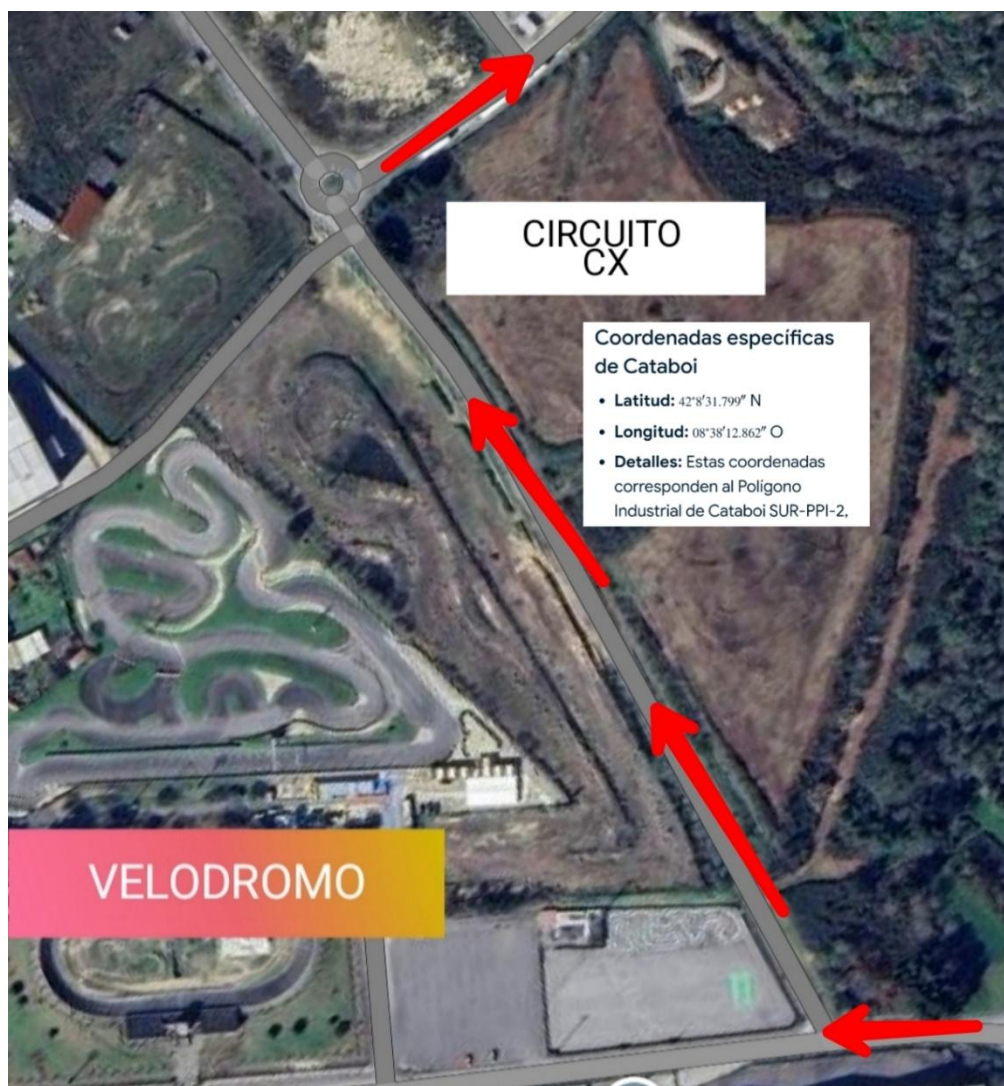 CIRCUITO
CX
Coordenadas específicas
de Cataboi
• Latitud: 42°8′31.799″ N
• Longitud: 08°38′12.862″ O
• Detalles: Estas coordenadas
corresponden al Polígono
Industrial de Cataboi SUR-PPI-2,
VELODROMO